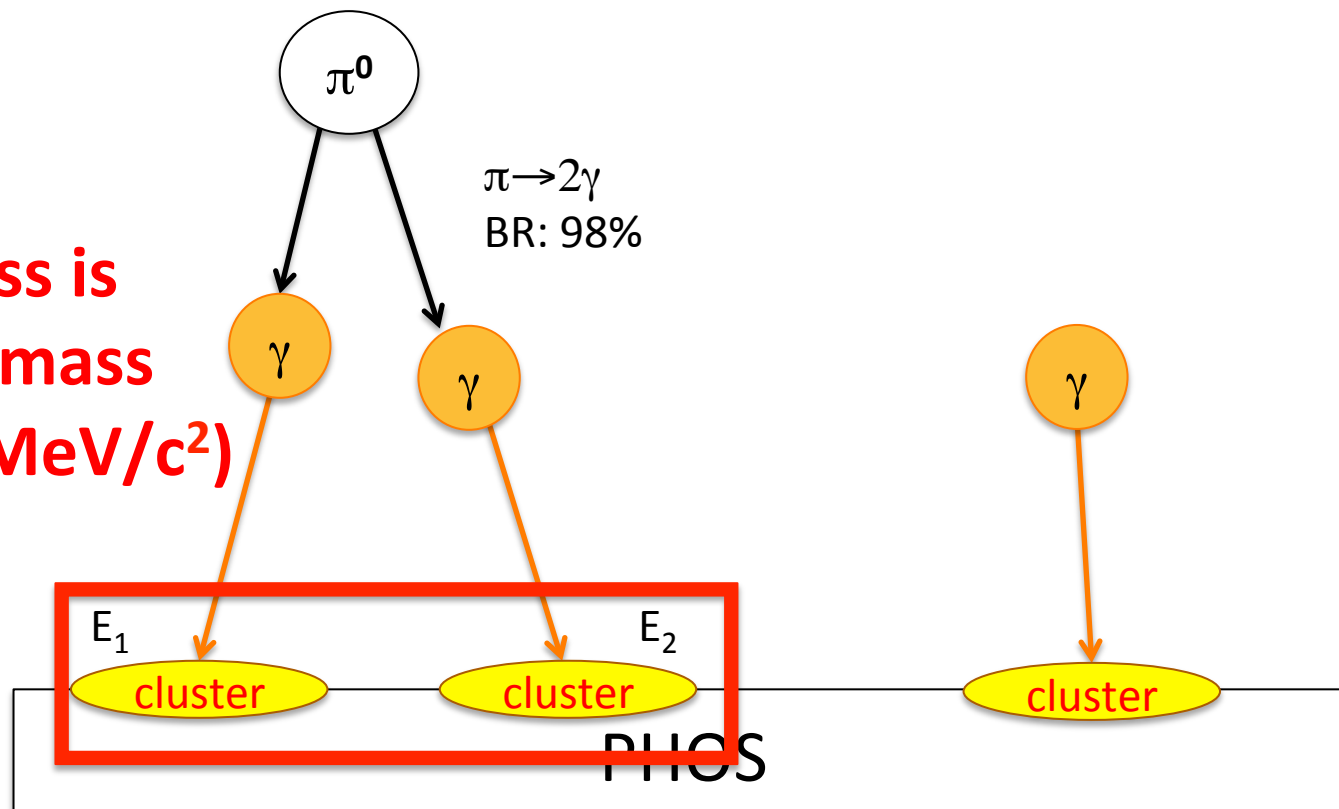 π⁰
π→2γ
BR: 98%
ss is
mass
MeV/c²)
γ
γ
γ
E₁
E₂
cluster
cluster
cluster
PHOS